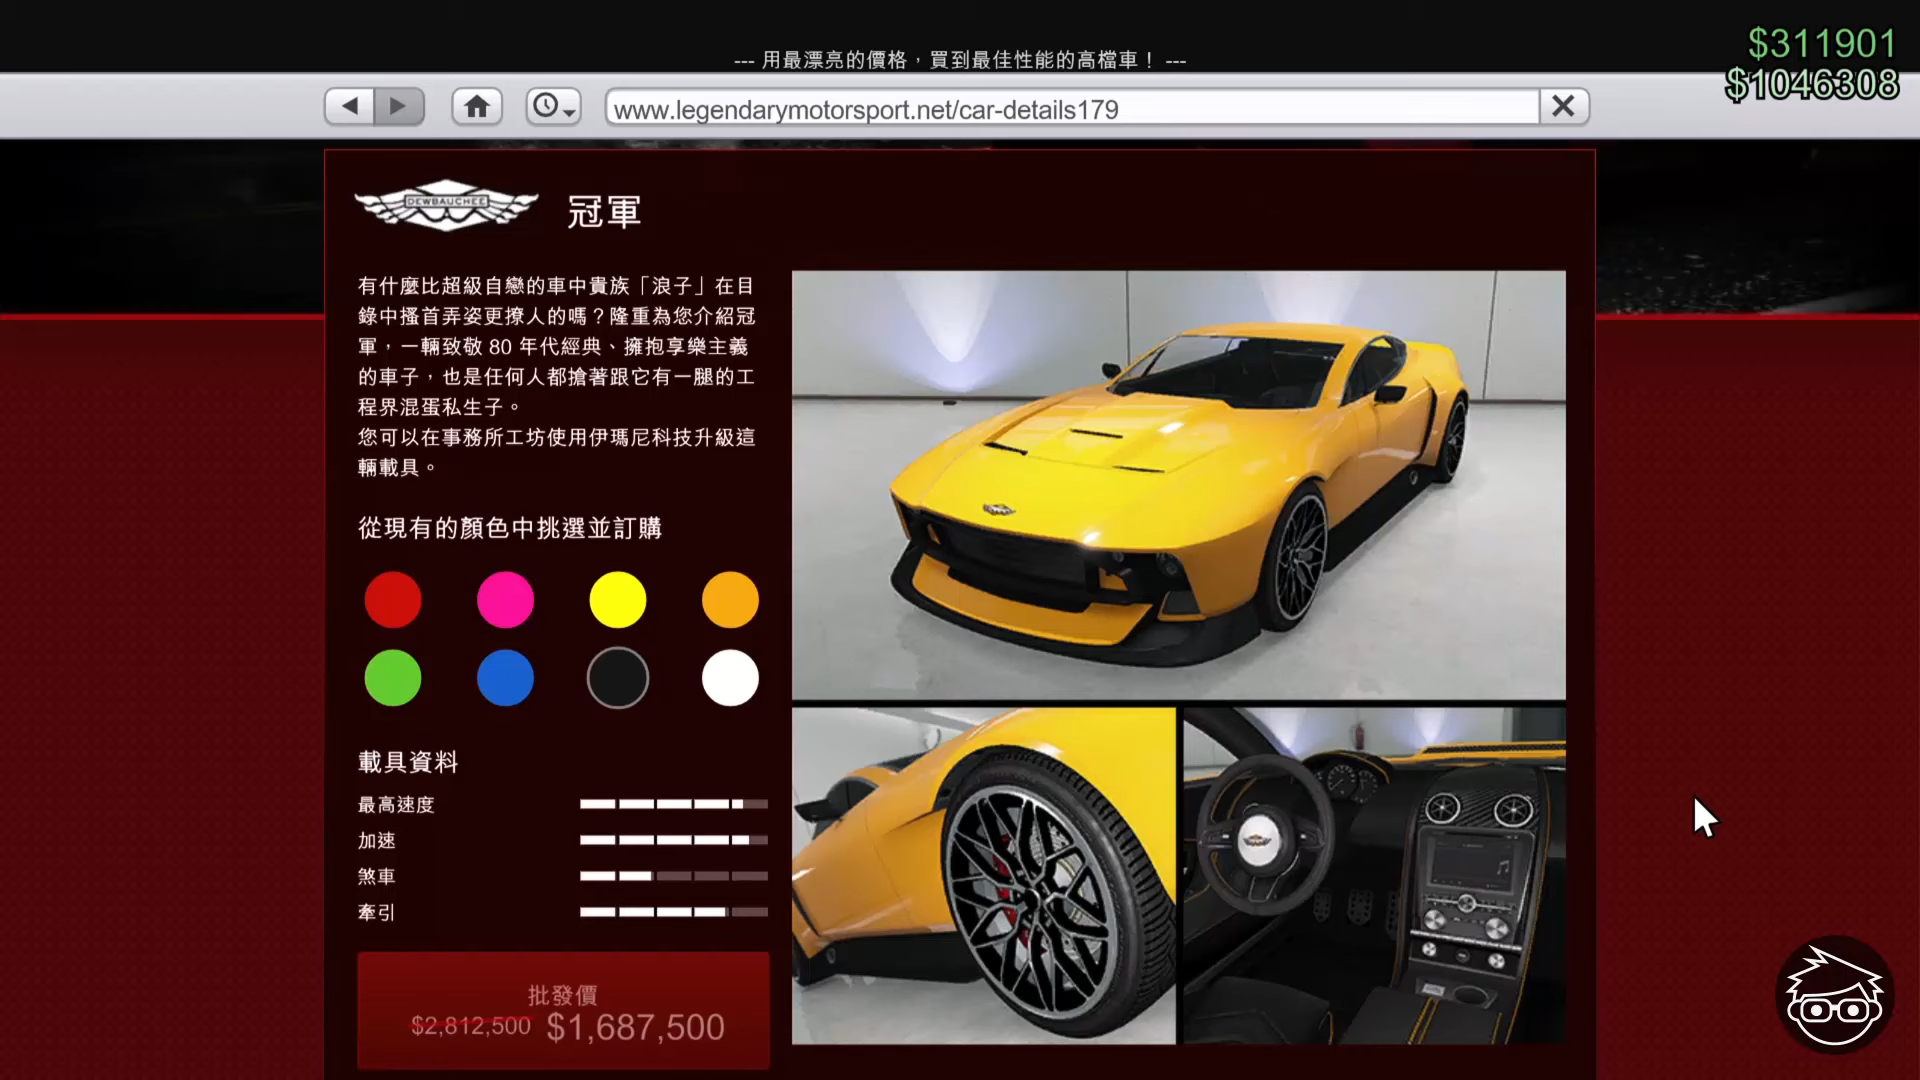 --- 用最漂亮的價格，買到最佳性能的高檔車！ ---
$311901
$1046308
www.legendarymotorsport.net/car-details179
DEWBAUCHEE
冠軍
有什麼比超級自戀的車中貴族「浪子」在目
錄中搔首弄姿更撩人的嗎？隆重為您介紹冠
軍，一輛致敬 80 年代經典、擁抱享樂主義
的車子，也是任何人都搶著跟它有一腿的工
程界混蛋私生子。
您可以在事務所工坊使用伊瑪尼科技升級這
輛載具。
從現有的顏色中挑選並訂購
載具資料
最高速度
加速
煞車
牽引
批發價
$2,812,500 $1,687,500